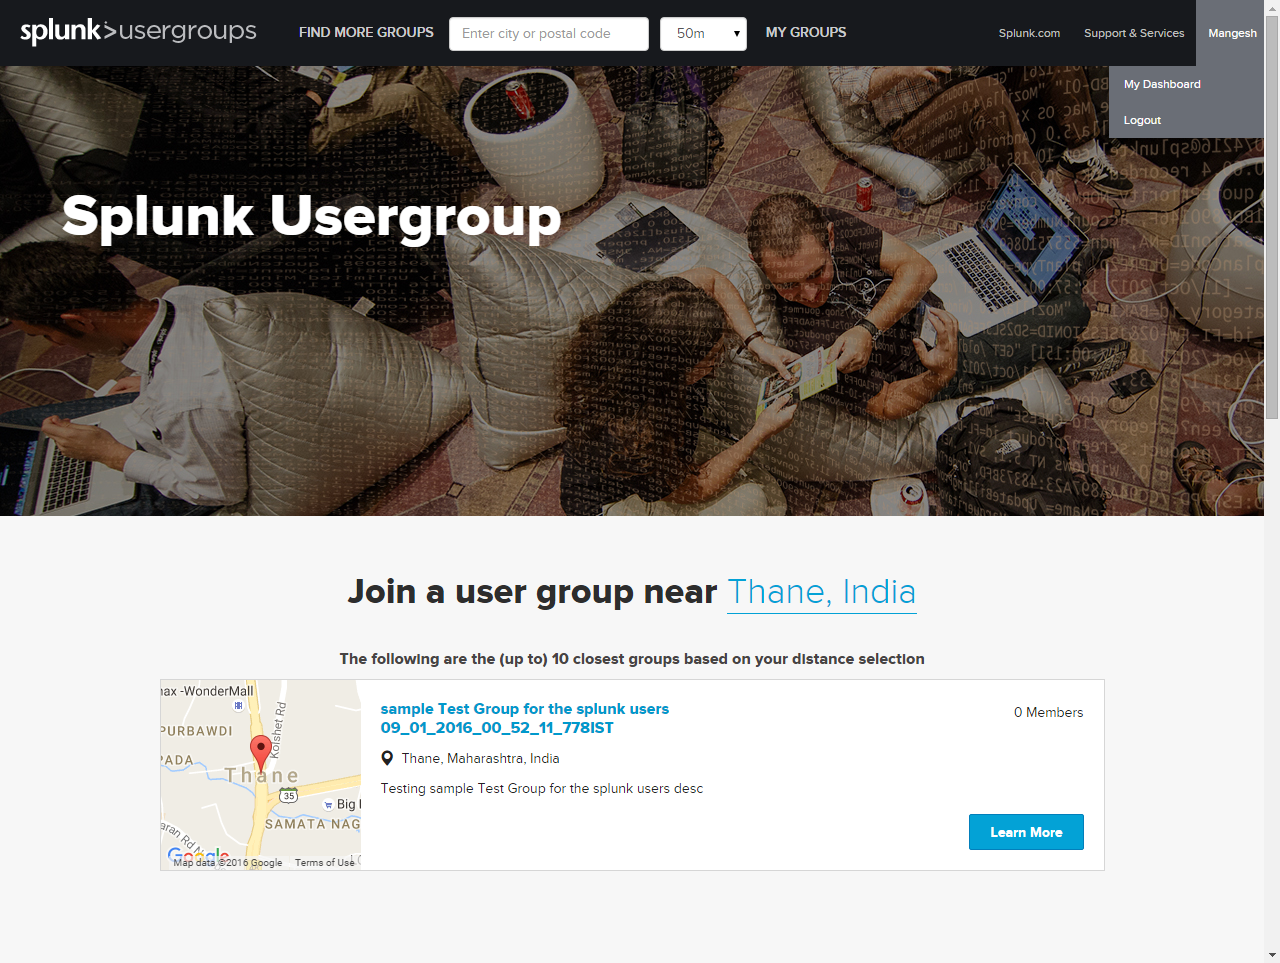 splunk>usergroups
FIND MORE GROUPS
Enter city or postal code
50m
MY GROUPS
Splunk.com
Support & Services
Mangesh
My Dashboard
Logout
Splunk Usergroup
Join a user group near Thane, India
The following are the (up to) 10 closest groups based on your distance selection
max -WonderMall
Kolshet Rd
PURBAWDI
PADA
Thane
35
Big
SAMATA NAG
Google
Map data ©2016 Google
Terms of Use
sample Test Group for the splunk users
09_01_2016_00_52_11_778IST
0 Members
Thane, Maharashtra, India
Testing sample Test Group for the splunk users desc
Learn More